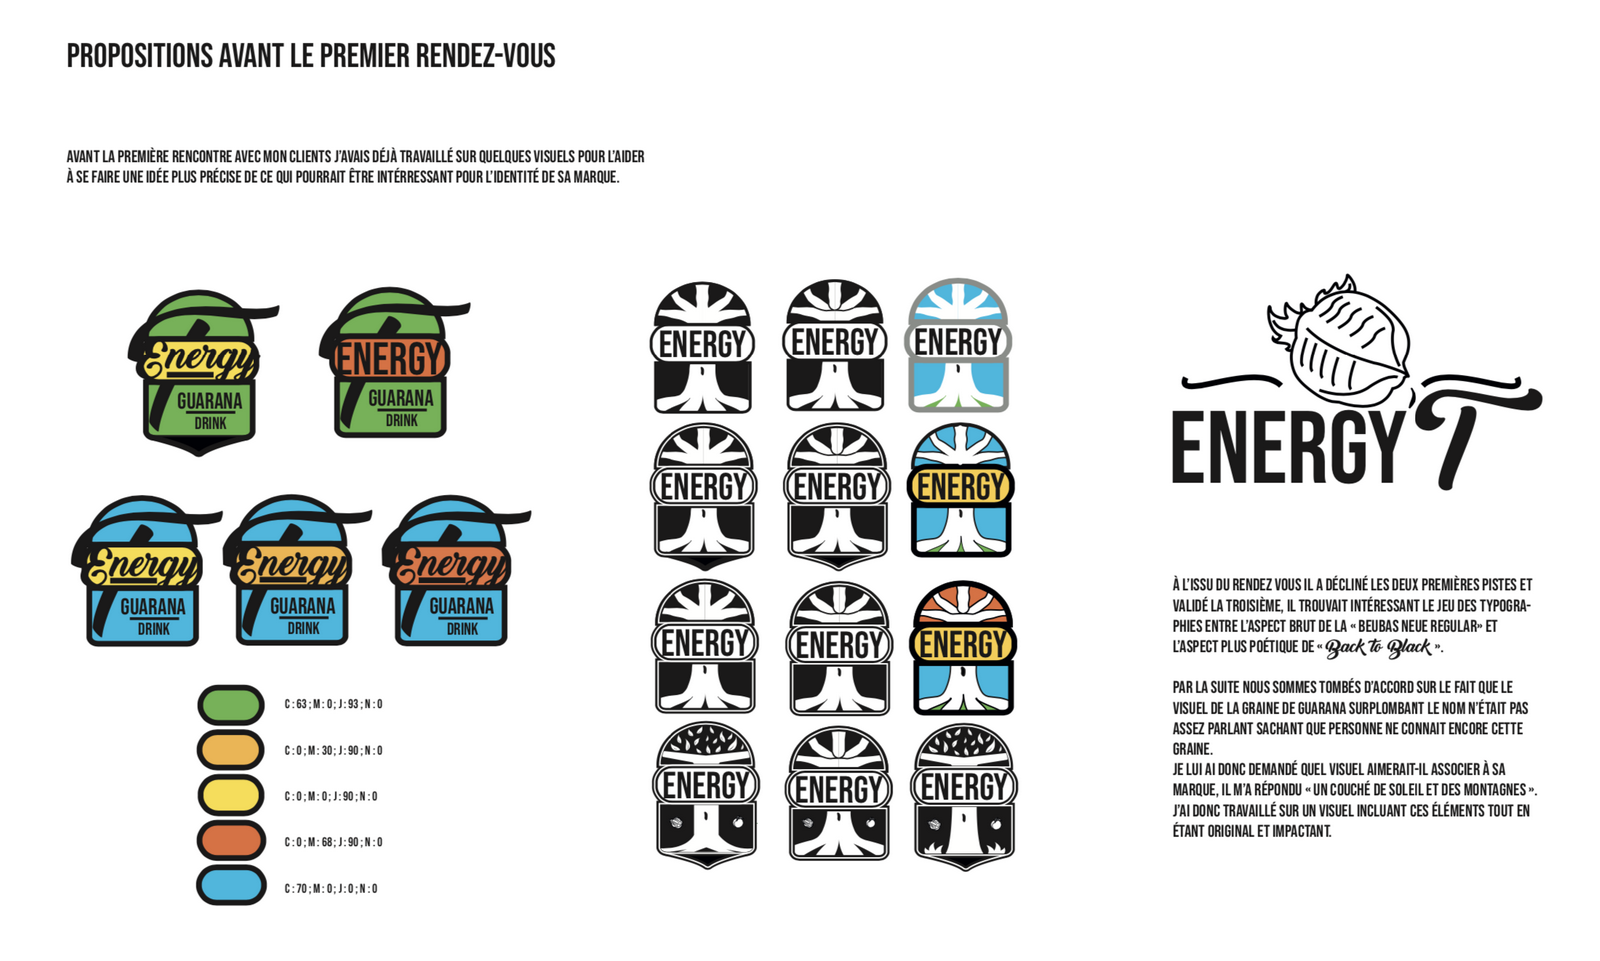 PROPOSITIONS AVANT LE PREMIER RENDEZ-VOUS
AVANT LA PREMIÈRE RENCONTRE AVEC MON CLIENTS J'AVAIS DÉJÀ TRAVAILLÉ SUR QUELQUES VISUELS POUR L'AIDER
À SE FAIRE UNE IDÉE PLUS PRÉCISE DE CE QUI POURRAIT ÊTRE INTÉRRESSANT POUR L'IDENTITÉ DE SA MARQUE.
Energy
GUARANA
DRINK
ENERGY
GUARANA
DRINK
Energy
GUARANA
DRINK
Energy
GUARANA
DRINK
Energy
GUARANA
DRINK
C : 63 ; M : 0 ; J : 93 ; N : 0
C : 0 ; M : 30 ; J : 90 ; N : 0
C : 0 ; M : 0 ; J : 90 ; N : 0
C : 0 ; M : 68 ; J : 90 ; N : 0
C : 70 ; M : 0 ; J : 0 ; N : 0
ENERGY
ENERGY
ENERGY
ENERGY
ENERGY
ENERGY
ENERGY
ENERGY
ENERGY
ENERGY
ENERGY
ENERGY
ENERGY T
À L'ISSU DU RENDEZ VOUS IL A DÉCLINÉ LES DEUX PREMIÈRES PISTES ET
VALIDÉ LA TROISIÈME, IL TROUVAIT INTÉRESSANT LE JEU DES TYPOGRA-
PHIES ENTRE L'ASPECT BRUT DE LA « BEUBAS NEUE REGULAR» ET
L'ASPECT PLUS POÉTIQUE DE « Back to Black ».
PAR LA SUITE NOUS SOMMES TOMBÉS D'ACCORD SUR LE FAIT QUE LE
VISUEL DE LA GRAINE DE GUARANA SURPLOMBANT LE NOM N'ÉTAIT PAS
ASSEZ PARLANT SACHANT QUE PERSONNE NE CONNAIT ENCORE CETTE
GRAINE.
JE LUI AI DONC DEMANDÉ QUEL VISUEL AIMERAIT-IL ASSOCIER À SA
MARQUE, IL M'A RÉPONDU « UN COUCHÉ DE SOLEIL ET DES MONTAGNES ».
J'AI DONC TRAVAILLÉ SUR UN VISUEL INCLUANT CES ÉLÉMENTS TOUT EN
ÉTANT ORIGINAL ET IMPACTANT.